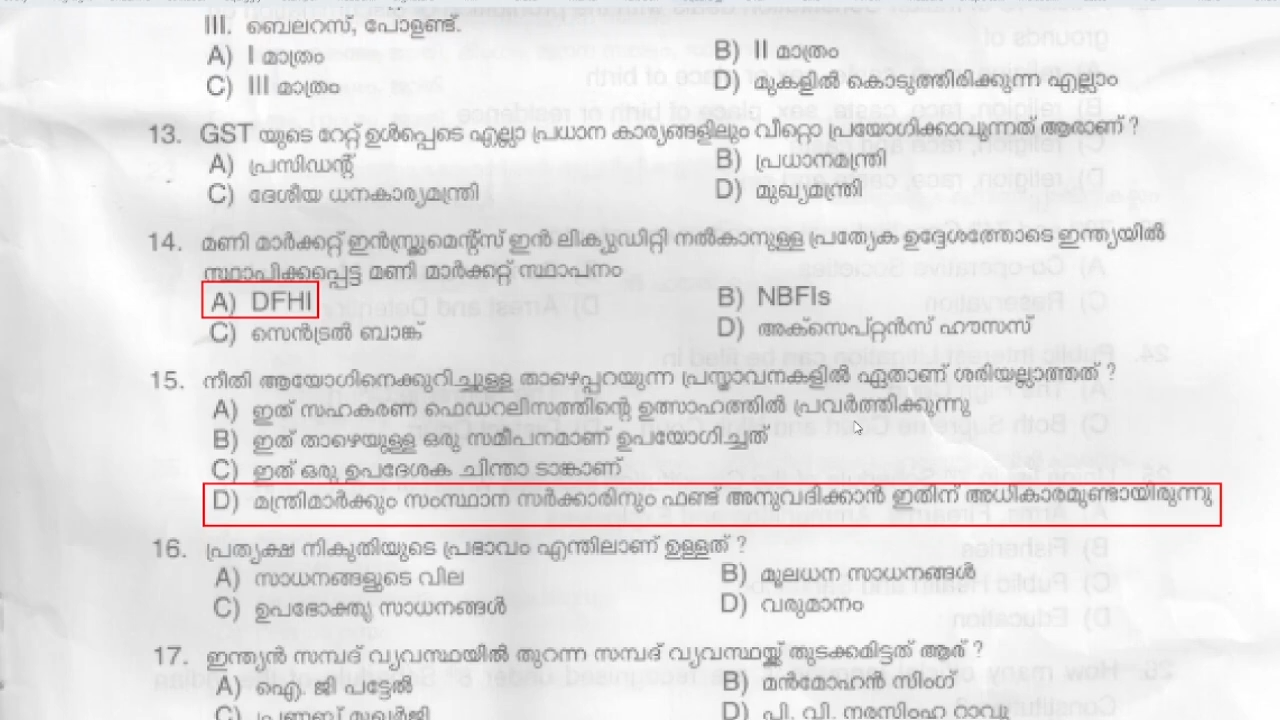 III. ബെലറസ്, പോളണ്ട്.
A) I മാത്രം B) II മാത്രം
C) III മാത്രം D) മുകളിൽ കൊടുത്തിരിക്കുന്ന എല്ലാം
13. GST യുടെ റേറ്റ് ഉൾപ്പെടെ എല്ലാ പ്രധാന കാര്യങ്ങളിലും വീറ്റൊ പ്രയോഗിക്കാവുന്നത് ആരാണ് ?
A) പ്രസിഡന്റ് B) പ്രധാനമന്ത്രി
C) ദേശീയ ധനകാര്യമന്ത്രി D) മുഖ്യമന്ത്രി
14. മണി മാർക്കറ്റ് ഇൻസ്ട്രുമെന്റ്സ് ഇൻ ലിക്യുഡിറ്റി നൽകാനുള്ള പ്രത്യേക ഉദ്ദേശത്തോടെ ഇന്ത്യയിൽ
സ്ഥാപിക്കപ്പെട്ട മണി മാർക്കറ്റ് സ്ഥാപനം
A) DFHI B) NBFIs
C) സെൻട്രൽ ബാങ്ക് D) അക്സെപ്റ്റൻസ് ഹൗസസ്
15. നീതി ആയോഗിനെക്കുറിച്ചുള്ള താഴെപ്പറയുന്ന പ്രസ്താവനകളിൽ ഏതാണ് ശരിയല്ലാത്തത് ?
A) ഇത് സഹകരണ ഫെഡറലിസത്തിന്റെ ഉത്സാഹത്തിൽ പ്രവർത്തിക്കുന്നു
B) ഇത് താഴെയുള്ള ഒരു സമീപനമാണ് ഉപയോഗിച്ചത്
C) ഇത് ഒരു ഉപദേശക ചിന്താ ടാങ്കാണ്
D) മന്ത്രിമാർക്കും സംസ്ഥാന സർക്കാരിനും ഫണ്ട് അനുവദിക്കാൻ ഇതിന് അധികാരമുണ്ടായിരുന്നു
16. പ്രത്യക്ഷ നികുതിയുടെ പ്രഭാവം എന്തിലാണ് ഉള്ളത് ?
A) സാധനങ്ങളുടെ വില B) മൂലധന സാധനങ്ങൾ
C) ഉപഭോക്തൃ സാധനങ്ങൾ D) വരുമാനം
17. ഇന്ത്യൻ സമ്പദ് വ്യവസ്ഥയിൽ തുറന്ന സമ്പദ് വ്യവസ്ഥയ്ക്ക് തുടക്കമിട്ടത് ആര് ?
A) ഐ. ജി പട്ടേൽ B) മൻമോഹൻ സിംഗ്
C) പ്രണബ് മുഖർജി D) പി. വി. നരസിംഹ റാവു